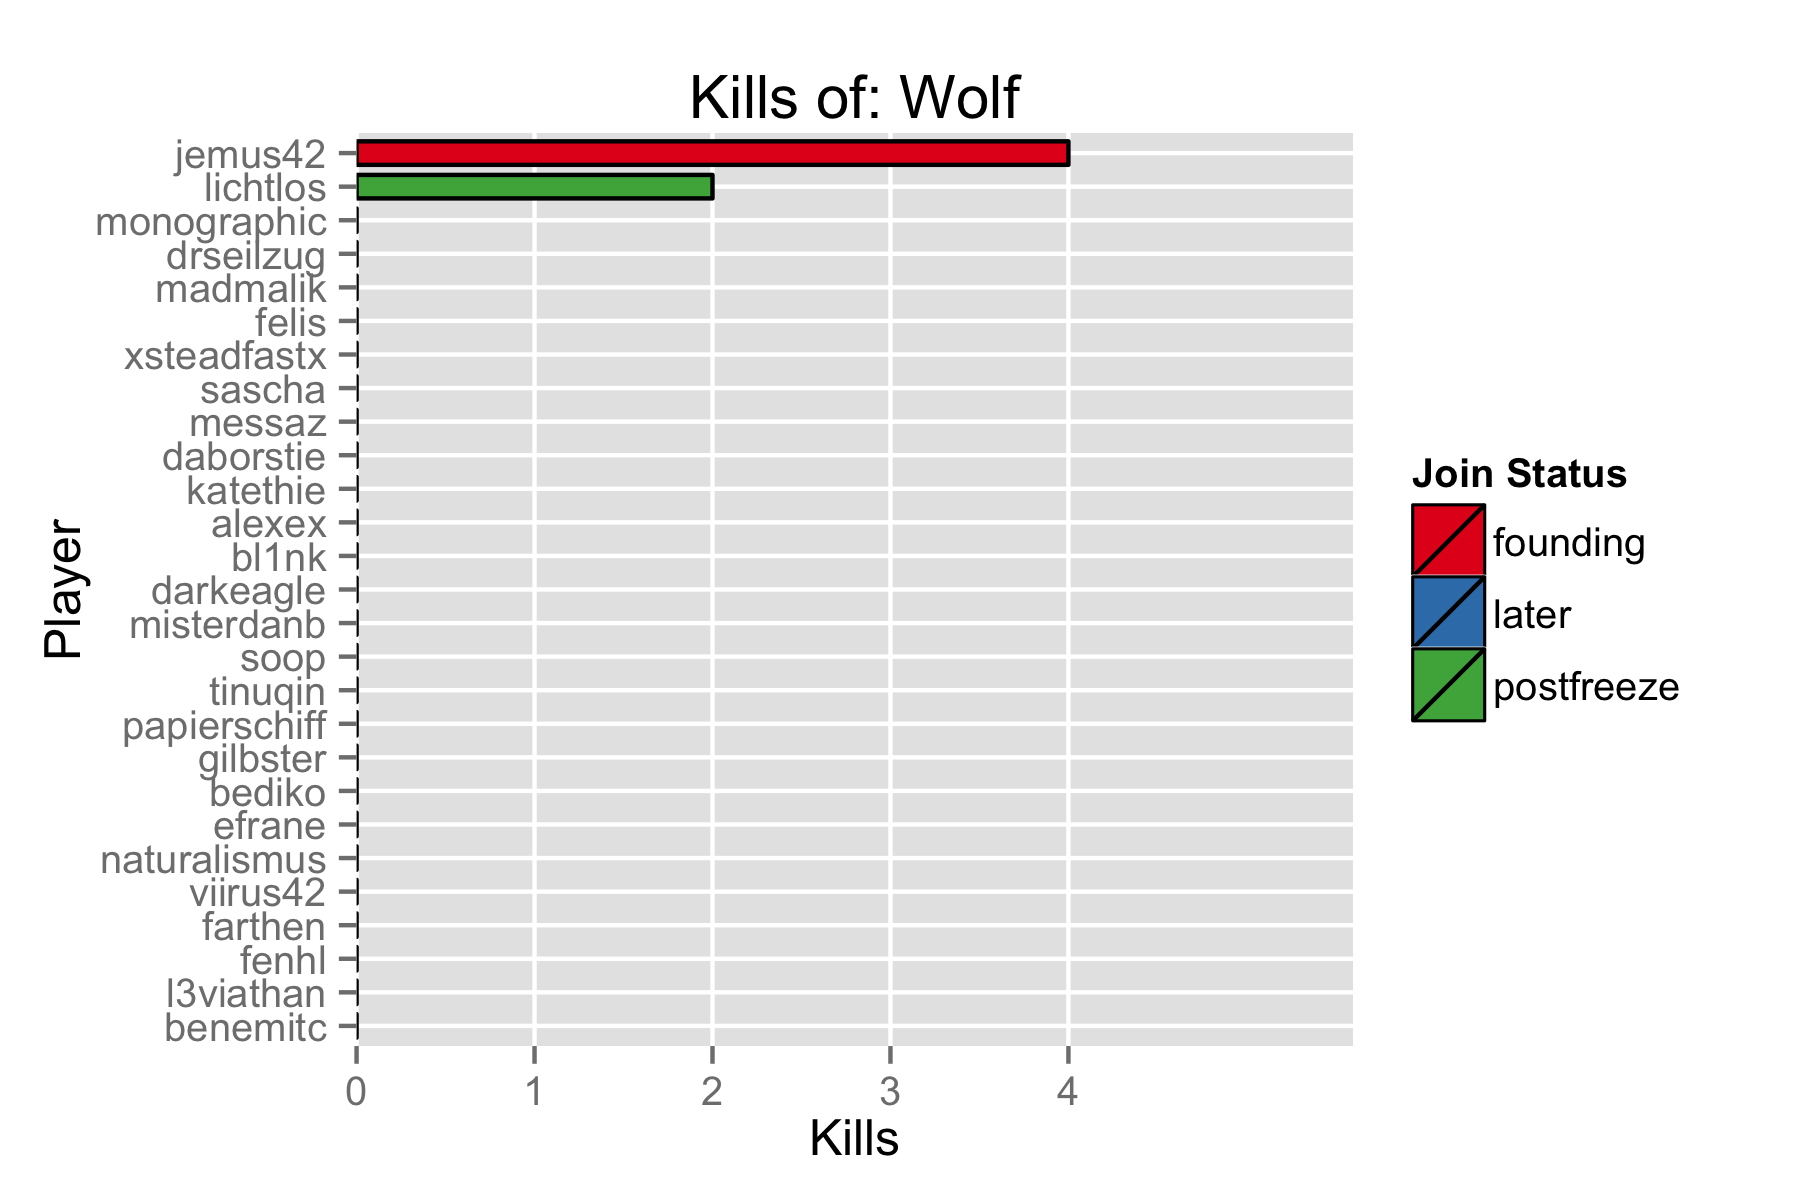 Kills of: Wolf
jemus42
lichtlos
monographic
drseilzug
madmalik
felis
xsteadfastx
sascha
messaz
daborstie
katethie
alexex
bl1nk
darkeagle
misterdanb
soop
tinuqin
papierschiff
gilbster
bediko
efrane
naturalismus
viirus42
farthen
fenhl
l3viathan
benemitc
Player
0 1 2 3 4
Kills
Join Status
founding
later
postfreeze